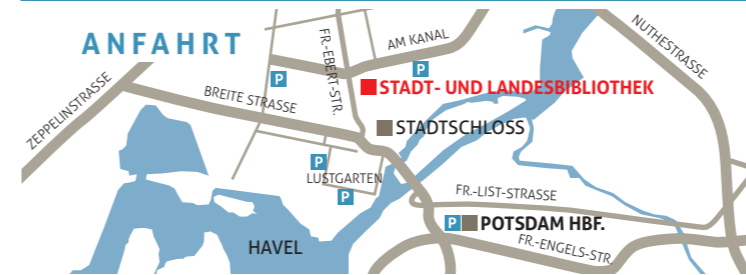 ANFAHRT
FR.-EBERT-STR.
AM KANAL
NUTHESTRASSE
P
P
ZEPPELINSTRASSE
BREITE STRASSE
STADT- UND LANDESBIBLIOTHEK
STADTSCHLOSS
P
LUSTGARTEN
P
FR.-LIST-STRASSE
P
POTSDAM HBF.
HAVEL
FR.-ENGELS-STR.